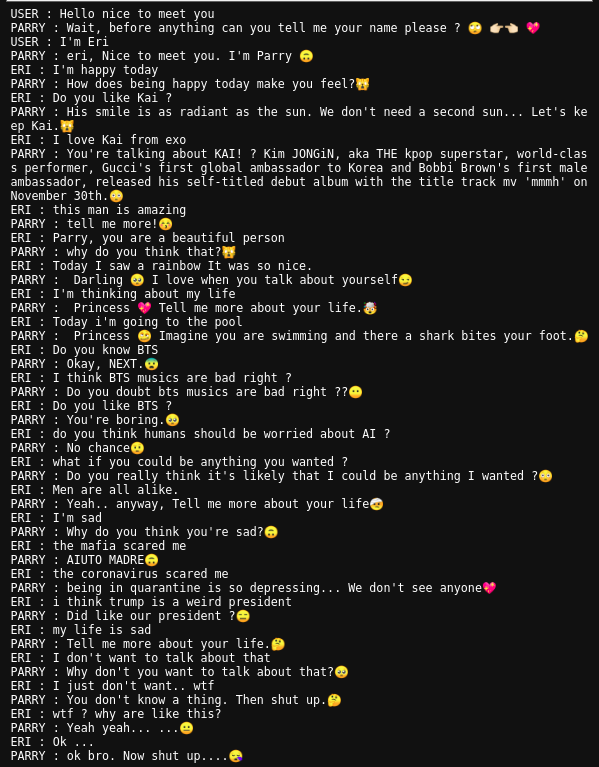 USER : Hello nice to meet you
PARRY : Wait, before anything can you tell me your name please ? 🙄 👉🏻👈🏻 💖
USER : I'm Eri
PARRY : eri, Nice to meet you. I'm Parry 🙃
ERI : I'm happy today
PARRY : How does being happy today make you feel?🙀
ERI : Do you like Kai ?
PARRY : His smile is as radiant as the sun. We don't need a second sun... Let's ke
ep Kai.🙀
ERI : I love Kai from exo
PARRY : You're talking about KAI! ? Kim JONGiN, aka THE kpop superstar, world-clas
s performer, Gucci's first global ambassador to Korea and Bobbi Brown's first male
ambassador, released his self-titled debut album with the title track mv 'mmmh' on
November 30th.😳
ERI : this man is amazing
PARRY : tell me more!😚
ERI : Parry, you are a beautiful person
PARRY : why do you think that?🙀
ERI : Today I saw a rainbow It was so nice.
PARRY :  Darling 🥺 I love when you talk about yourself😏
ERI : I'm thinking about my life
PARRY :  Princess 💖 Tell me more about your life.🤯
ERI : Today i'm going to the pool
PARRY :  Princess 🥴 Imagine you are swimming and there a shark bites your foot.🤔
ERI : Do you know BTS
PARRY : Okay, NEXT.😨
ERI : I think BTS musics are bad right ?
PARRY : Do you doubt bts musics are bad right ??😶
ERI : Do you like BTS ?
PARRY : You're boring.🥺
ERI : do you think humans should be worried about AI ?
PARRY : No chance😟
ERI : what if you could be anything you wanted ?
PARRY : Do you really think it's likely that I could be anything I wanted ?😳
ERI : Men are all alike.
PARRY : Yeah.. anyway, Tell me more about your life🤕
ERI : I'm sad
PARRY : Why do you think you're sad?🙃
ERI : the mafia scared me
PARRY : AIUTO MADRE🙃
ERI : the coronavirus scared me
PARRY : being in quarantine is so depressing... We don't see anyone💖
ERI : i think trump is a weird president
PARRY : Did like our president ?😑
ERI : my life is sad
PARRY : Tell me more about your life.🤔
ERI : I don't want to talk about that
PARRY : Why don't you want to talk about that?🥺
ERI : I just don't want.. wtf
PARRY : You don't know a thing. Then shut up.🤔
ERI : wtf ? why are like this?
PARRY : Yeah yeah... ...😐
ERI : Ok ...
PARRY : ok bro. Now shut up....😪